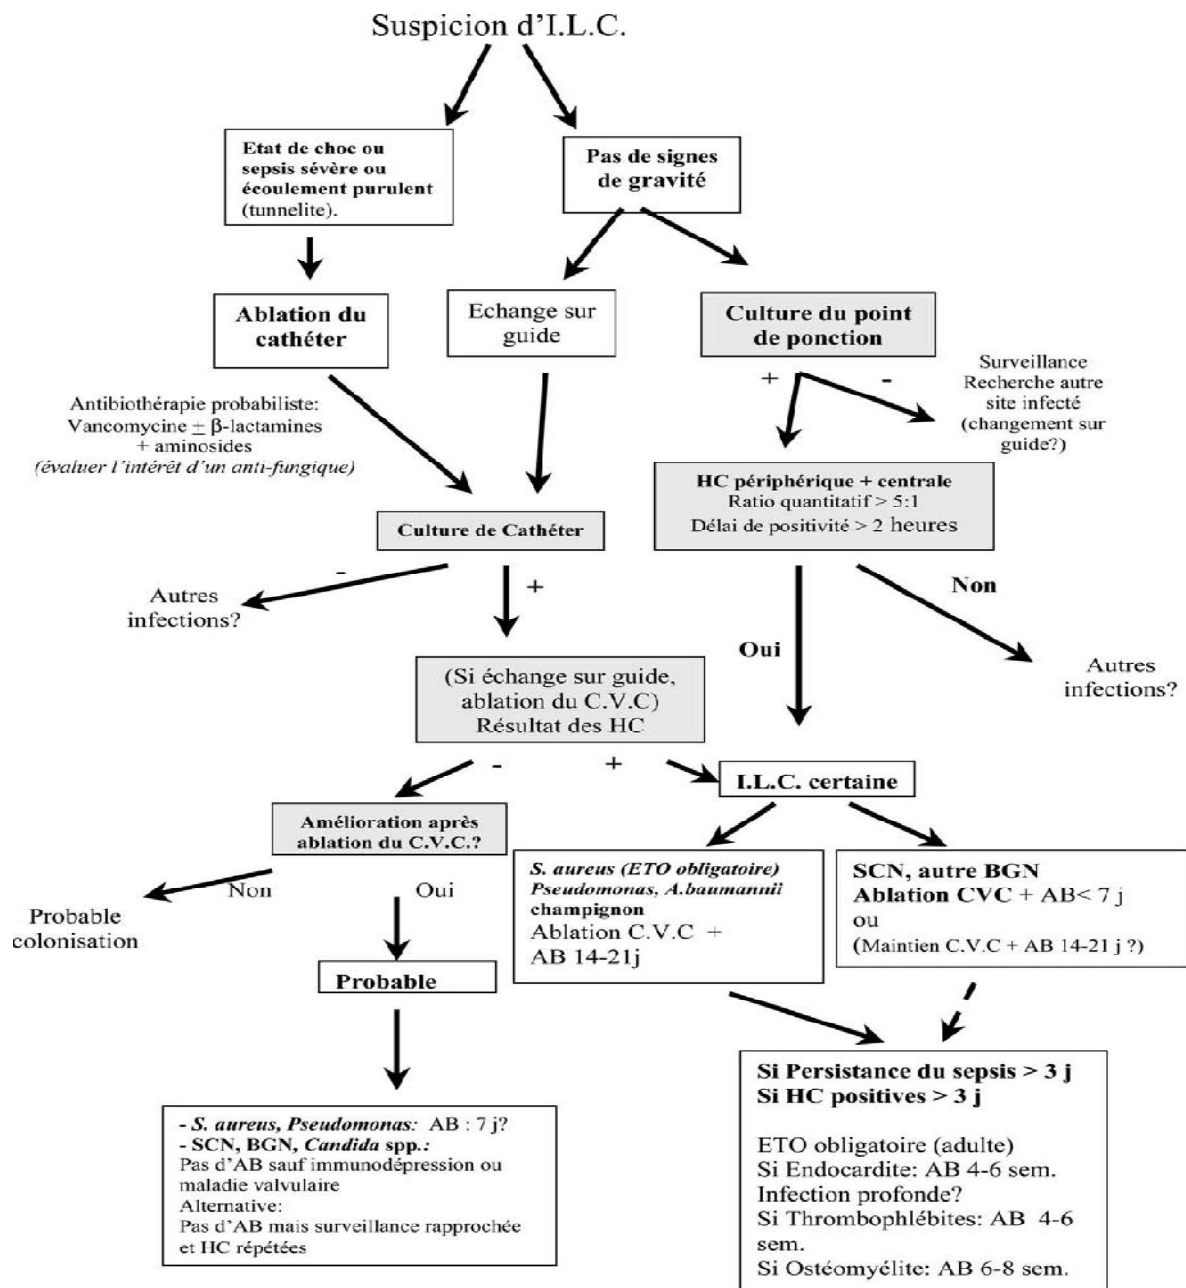 Suspicion d'I.L.C.
Etat de choc ou
sepsis sévère ou
écoulement purulent
(tunnelite).
Pas de signes
de gravité
Ablation du
cathéter
Echange sur
guide
Culture du point
de ponction
+
-
Surveillance
Recherche autre
site infecté
(changement sur
guide?)
Antibiothérapie probabiliste:
Vancomycine ± β-lactamines
+ aminosides
(évaluer l'intérêt d'un anti-fungique)
HC périphérique + centrale
Ratio quantitatif > 5:1
Délai de positivité > 2 heures
Culture de Cathéter
-
+
Autres
infections?
Non
Oui
Autres
infections?
(Si échange sur guide,
ablation du C.V.C)
Résultat des HC
-
+
I.L.C. certaine
Amélioration après
ablation du C.V.C.?
Non
Oui
Probable
colonisation
Probable
S. aureus (ETO obligatoire)
Pseudomonas, A.baumannii
champignon
Ablation C.V.C +
AB 14-21j
SCN, autre BGN
Ablation CVC + AB< 7 j
ou
(Maintien C.V.C + AB 14-21 j ?)
- S. aureus, Pseudomonas: AB : 7 j?
- SCN, BGN, Candida spp.:
Pas d'AB sauf immunodépression ou
maladie valvulaire
Alternative:
Pas d'AB mais surveillance rapprochée
et HC répétées
Si Persistance du sepsis > 3 j
Si HC positives > 3 j
ETO obligatoire (adulte)
Si Endocardite: AB 4-6 sem.
Infection profonde?
Si Thrombophlébites: AB 4-6
sem.
Si Ostéomyélite: AB 6-8 sem.